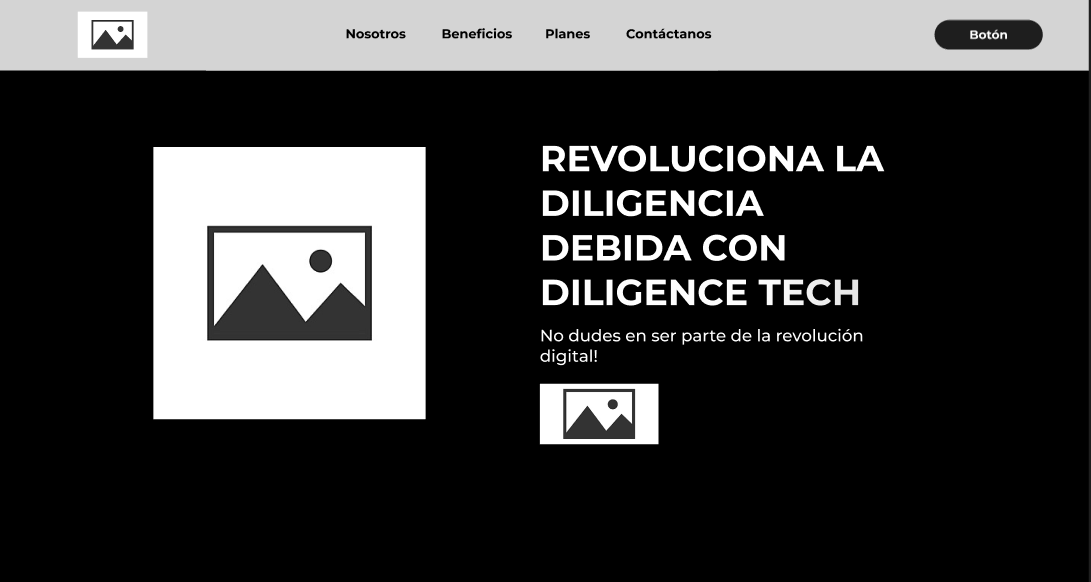 Nosotros Beneficios Planes Contáctanos Botón
REVOLUCIONA LA
DILIGENCIA
DEBIDA CON
DILIGENCE TECH
No dudes en ser parte de la revolución
digital!